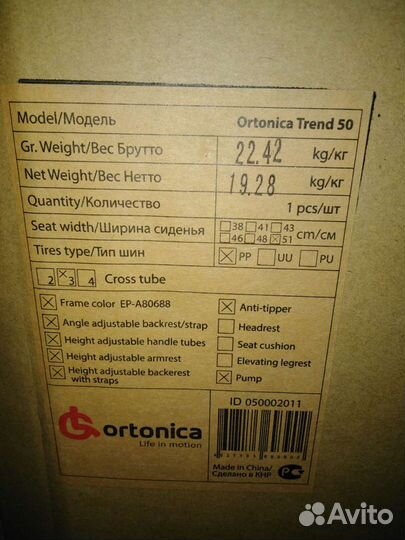 Model/Модель Ortonica Trend 50
Gr. Weight/Вес Брутто 22.42 kg/кг
Net Weight/Вес Нетто 19.28 kg/кг
Quantity/Количество 1 pcs/шт
Seat width/Ширина сиденья 38 41 43 46 48 51 cm/см
Tires type/Тип шин PP UU PU
2 3 4 Cross tube
Frame color EP-A80688
Angle adjustable backrest/strap
Height adjustable handle tubes
Height adjustable armrest
Height adjustable backerest
with straps
Anti-tipper
Headrest
Seat cushion
Elevating legrest
Pump
ortonica
Life in motion
ID 050002011
Made in China/
Сделано в КНР
Avito